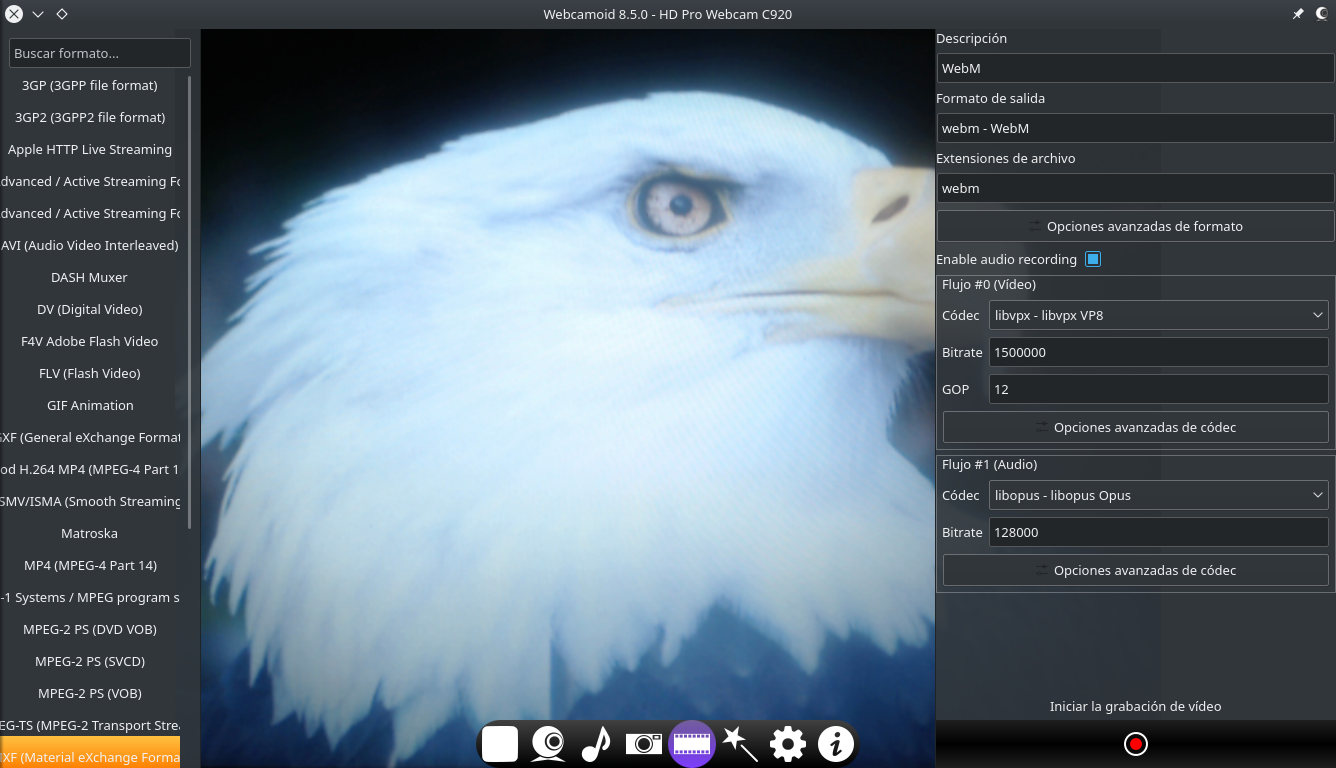 Webcamoid 8.5.0 - HD Pro Webcam C920
Buscar formato...
3GP (3GPP file format)
3GP2 (3GPP2 file format)
Apple HTTP Live Streaming
dvanced / Active Streaming Fo
dvanced / Active Streaming Fo
AVI (Audio Video Interleaved)
DASH Muxer
DV (Digital Video)
F4V Adobe Flash Video
FLV (Flash Video)
GIF Animation
GXF (General eXchange Format
od H.264 MP4 (MPEG-4 Part 1
SMV/ISMA (Smooth Streaming
Matroska
MP4 (MPEG-4 Part 14)
-1 Systems / MPEG program s
MPEG-2 PS (DVD VOB)
MPEG-2 PS (SVCD)
MPEG-2 PS (VOB)
EG-TS (MPEG-2 Transport Strea
XF (Material eXchange Forma
Descripción
WebM
Formato de salida
webm - WebM
Extensiones de archivo
webm
Opciones avanzadas de formato
Enable audio recording
Flujo #0 (Vídeo)
Códec libvpx - libvpx VP8
Bitrate 1500000
GOP 12
Opciones avanzadas de códec
Flujo #1 (Audio)
Códec libopus - libopus Opus
Bitrate 128000
Opciones avanzadas de códec
Iniciar la grabación de vídeo